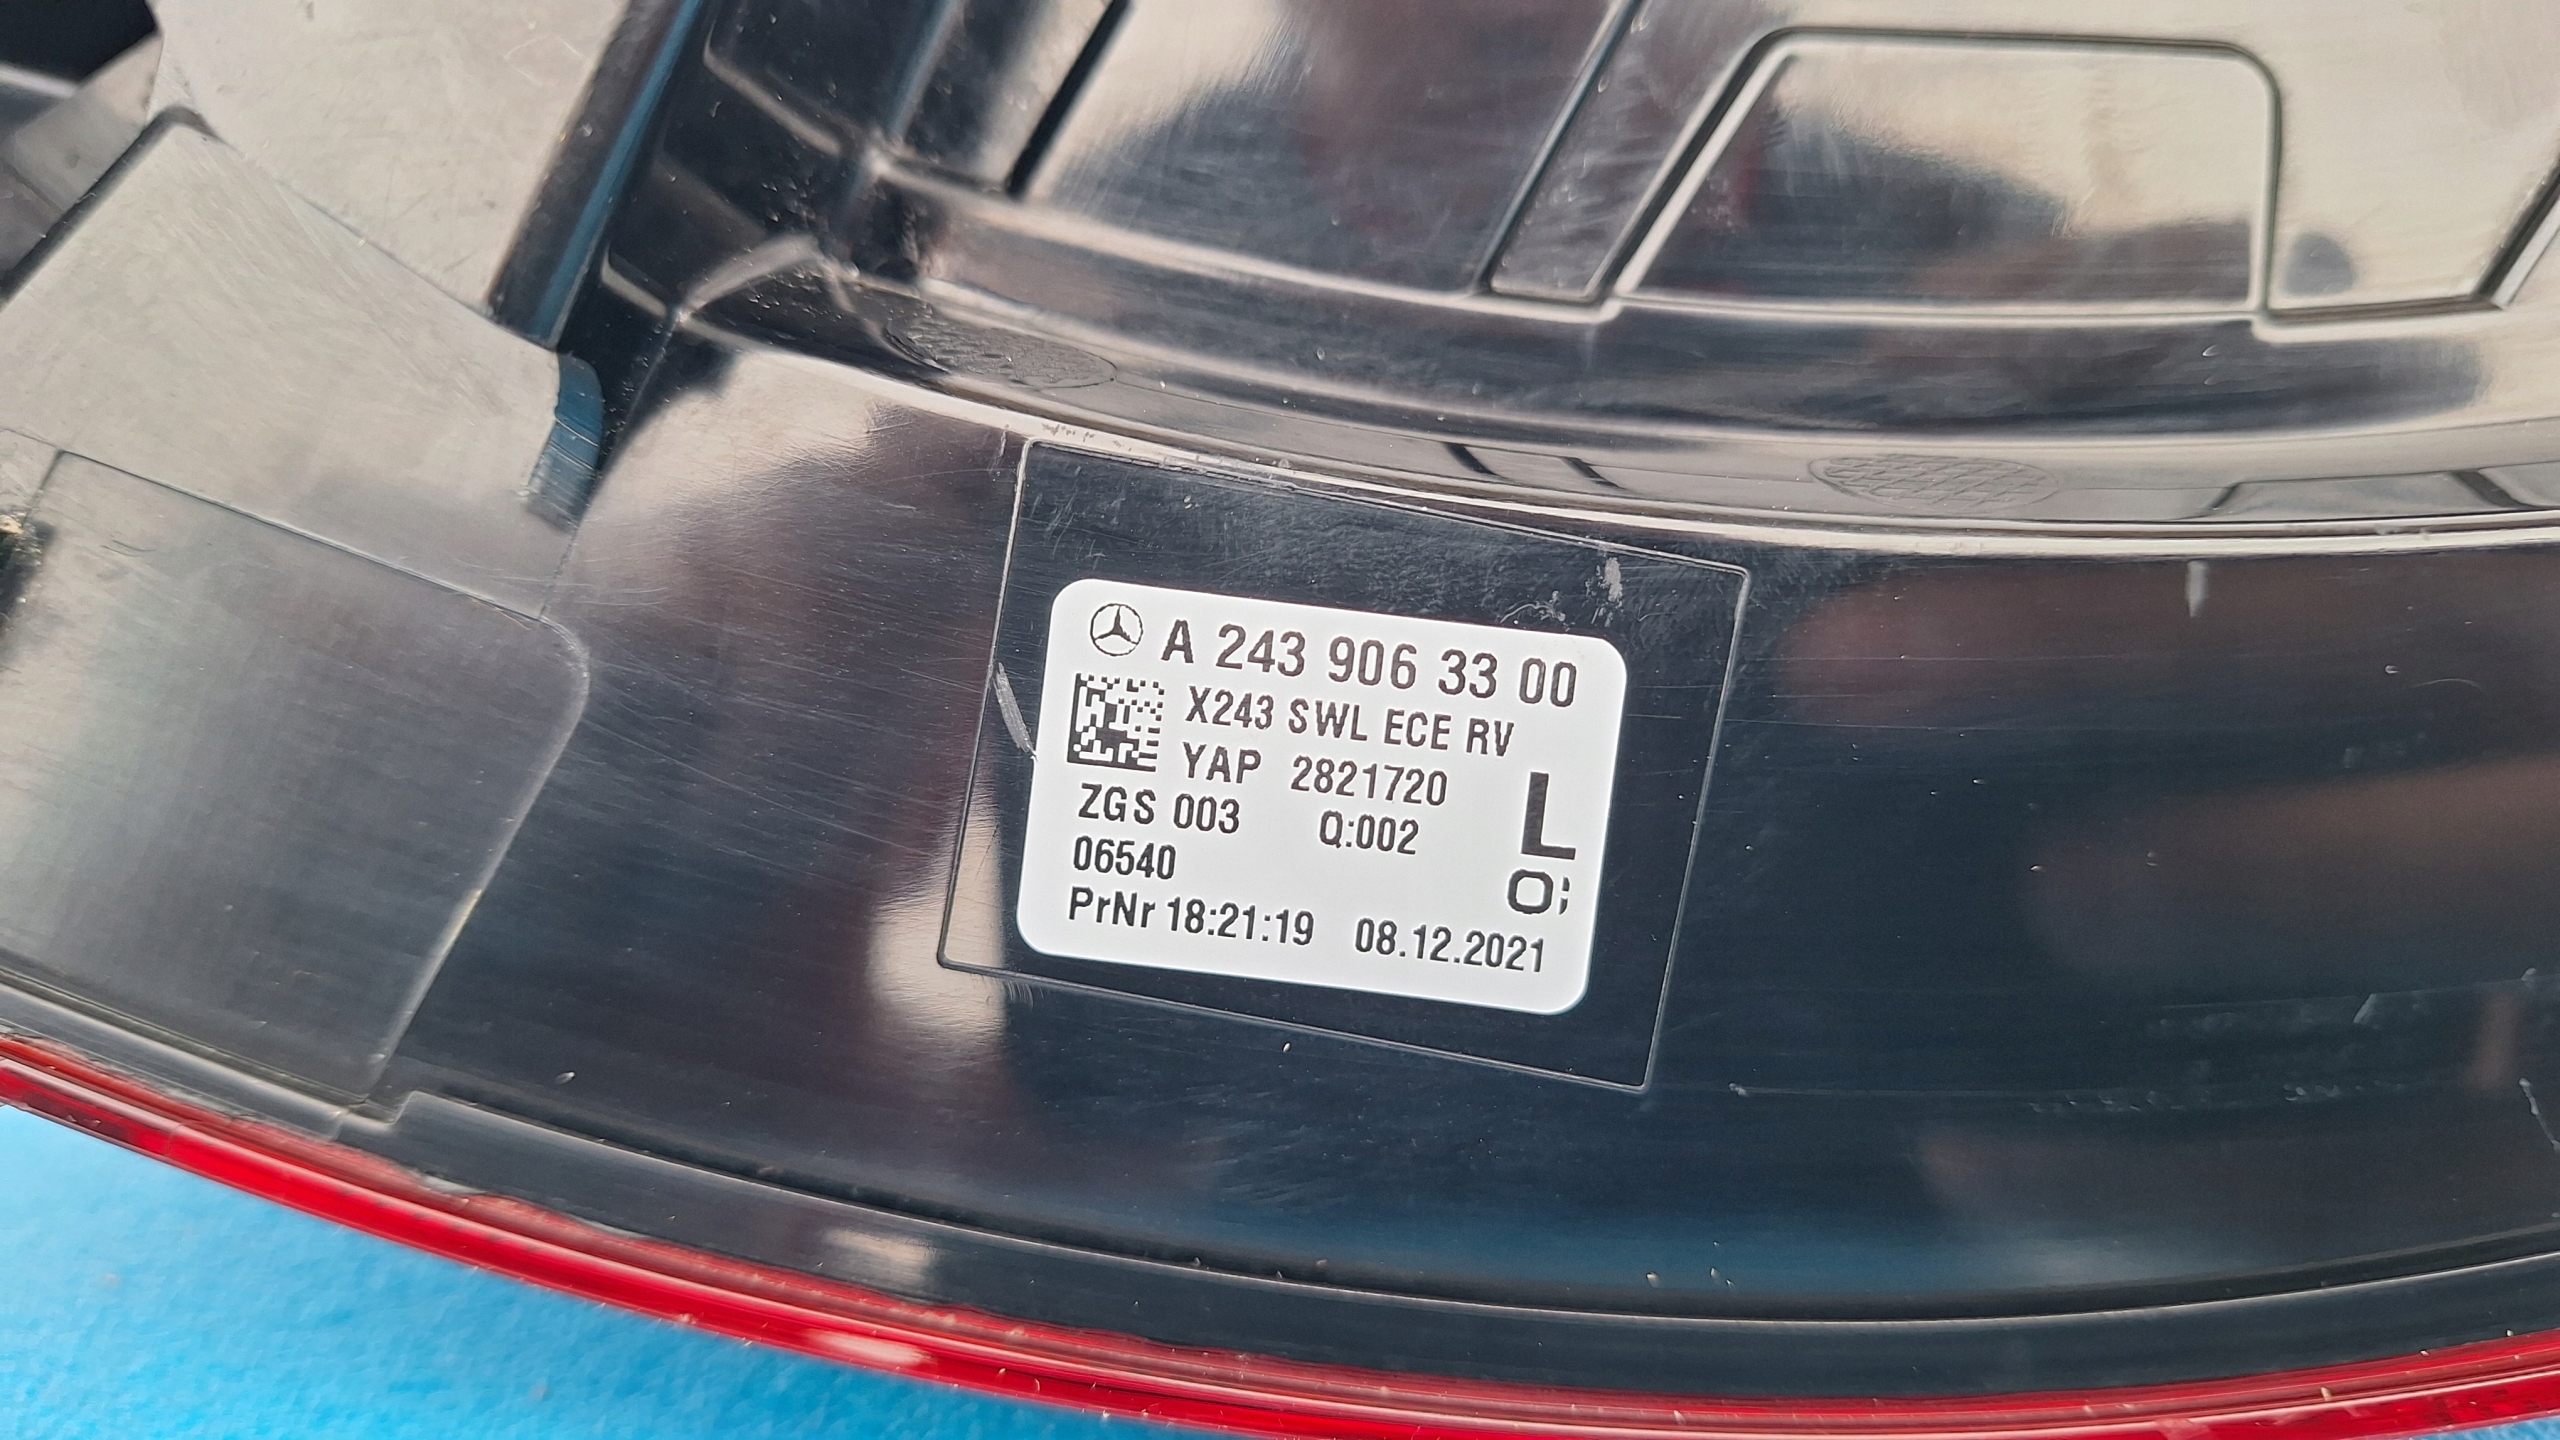 A 243 906 33 00
X243 SWL ECE RV
YAP 2821720
L
ZGS 003 Q:002
06540
O;
PrNr 18:21:19 08.12.2021